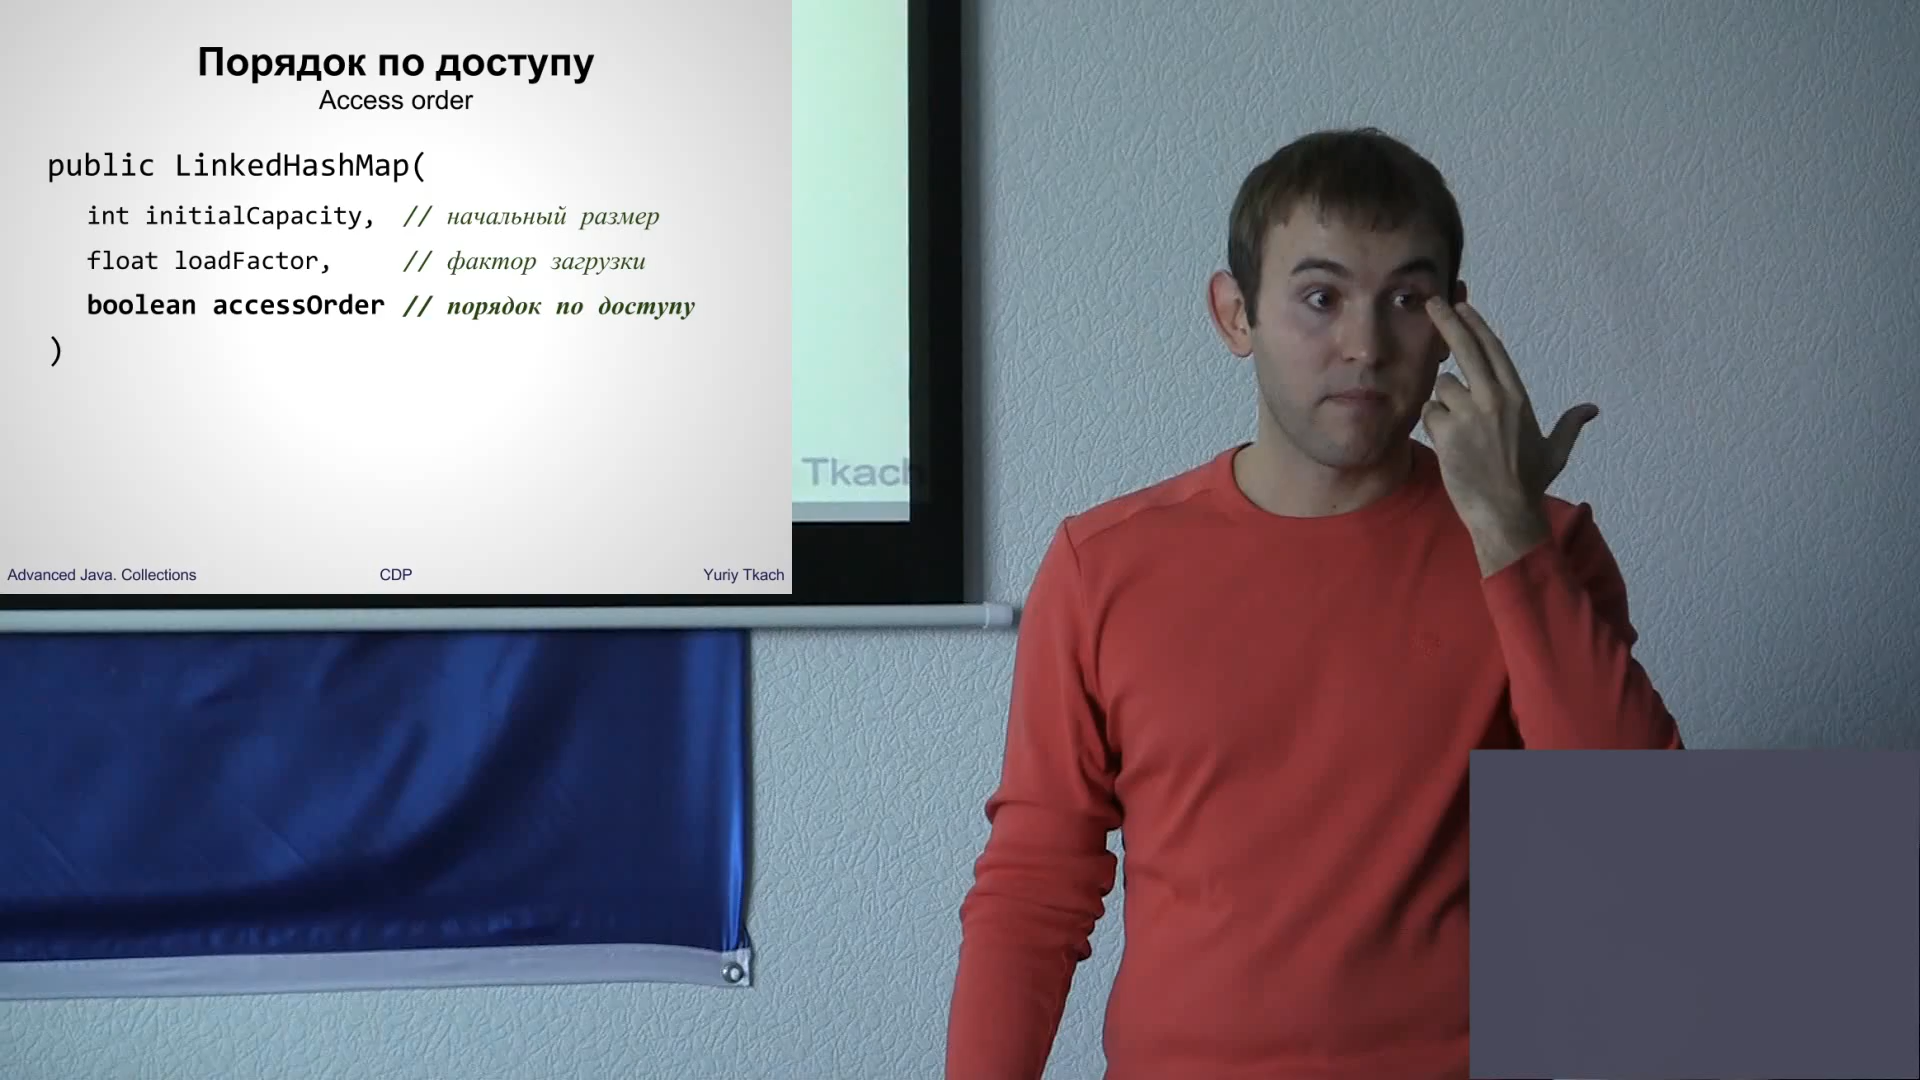 Порядок по доступу
Access order
public LinkedHashMap(
int initialCapacity, // начальный размер
float loadFactor, // фактор загрузки
boolean accessOrder // порядок по доступу
)
Tkach
Advanced Java. Collections CDP Yuriy Tkach